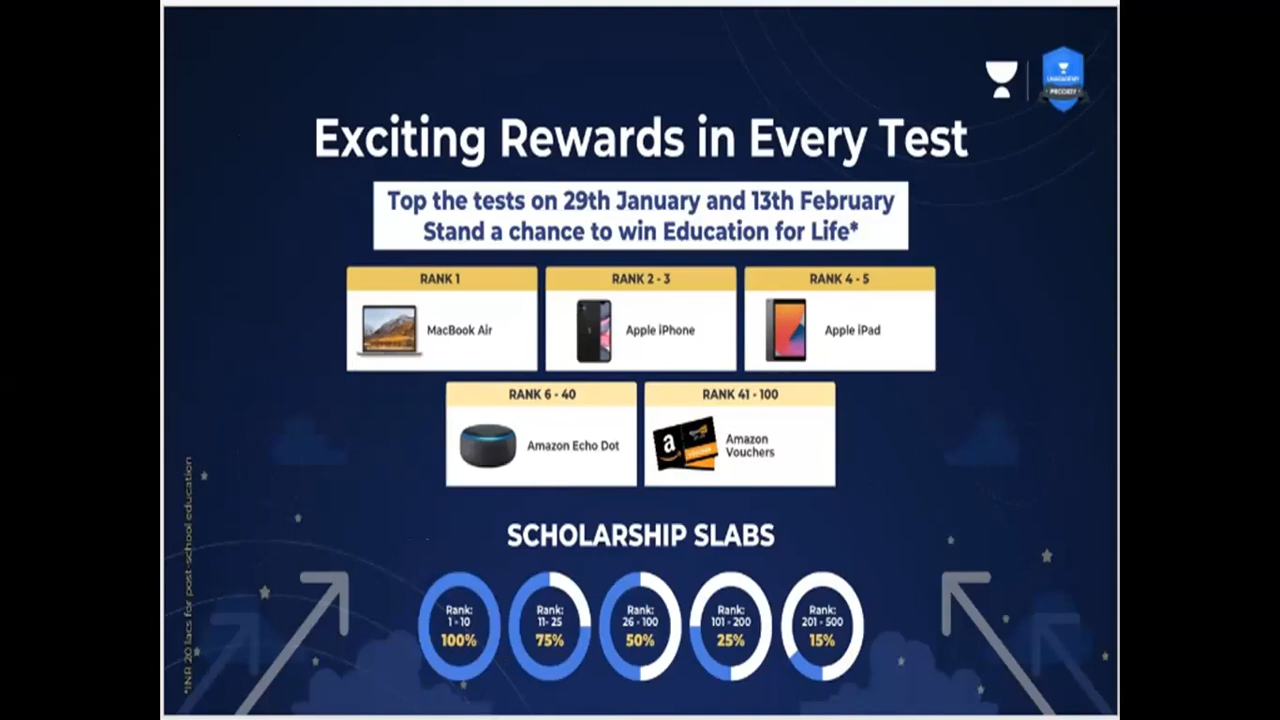 UNACADEMY
PRODIGY
Exciting Rewards in Every Test
Top the tests on 29th January and 13th February
Stand a chance to win Education for Life*
RANK 1
MacBook Air
RANK 2 - 3
Apple iPhone
RANK 4 - 5
Apple iPad
RANK 6 - 40
Amazon Echo Dot
RANK 41 - 100
a
Amazon
Vouchers
SCHOLARSHIP SLABS
Rank:
1 - 10
100%
Rank:
11- 25
75%
Rank:
26 - 100
50%
Rank:
101 - 200
25%
Rank:
201 - 500
15%
*INR 20 lacs for post-school education